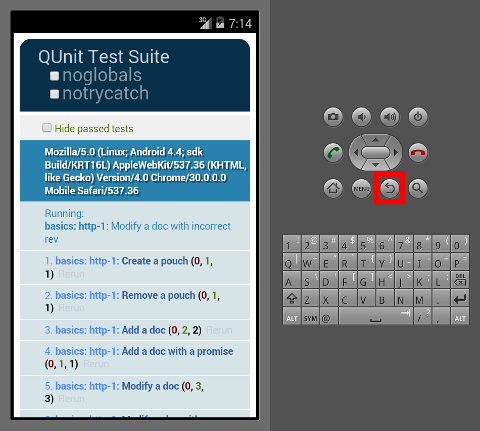 3G 7:14
QUnit Test Suite
noglobals
notrycatch
Hide passed tests
Mozilla/5.0 (Linux; Android 4.4; sdk
Build/KRT16L) AppleWebKit/537.36 (KHTML,
like Gecko) Version/4.0 Chrome/30.0.0.0
Mobile Safari/537.36
Running:
basics: http-1: Modify a doc with incorrect
rev
1. basics: http-1: Create a pouch (0, 1,
1) Rerun
2. basics: http-1: Remove a pouch (0, 1,
1) Rerun
3. basics: http-1: Add a doc (0, 2, 2) Rerun
4. basics: http-1: Add a doc with a promise
(0, 1, 1) Rerun
5. basics: http-1: Modify a doc (0, 3,
3) Rerun
MENU
1 ! 2 @ 3 # 4 $ 5 % 6 ^ 7 & 8 * 9 ( 0 )
Q W E R T Y U I O P
A S D F G H J K L DEL
Z X C V B N M .
ALT SYM @ / ? , ALT